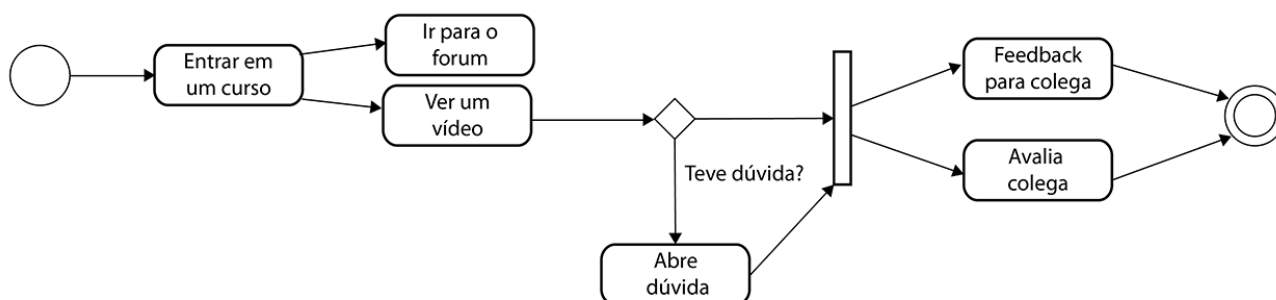 Entrar em
um curso
Ir para o
forum
Ver um
vídeo
Teve dúvida?
Abre
dúvida
Feedback
para colega
Avalia
colega